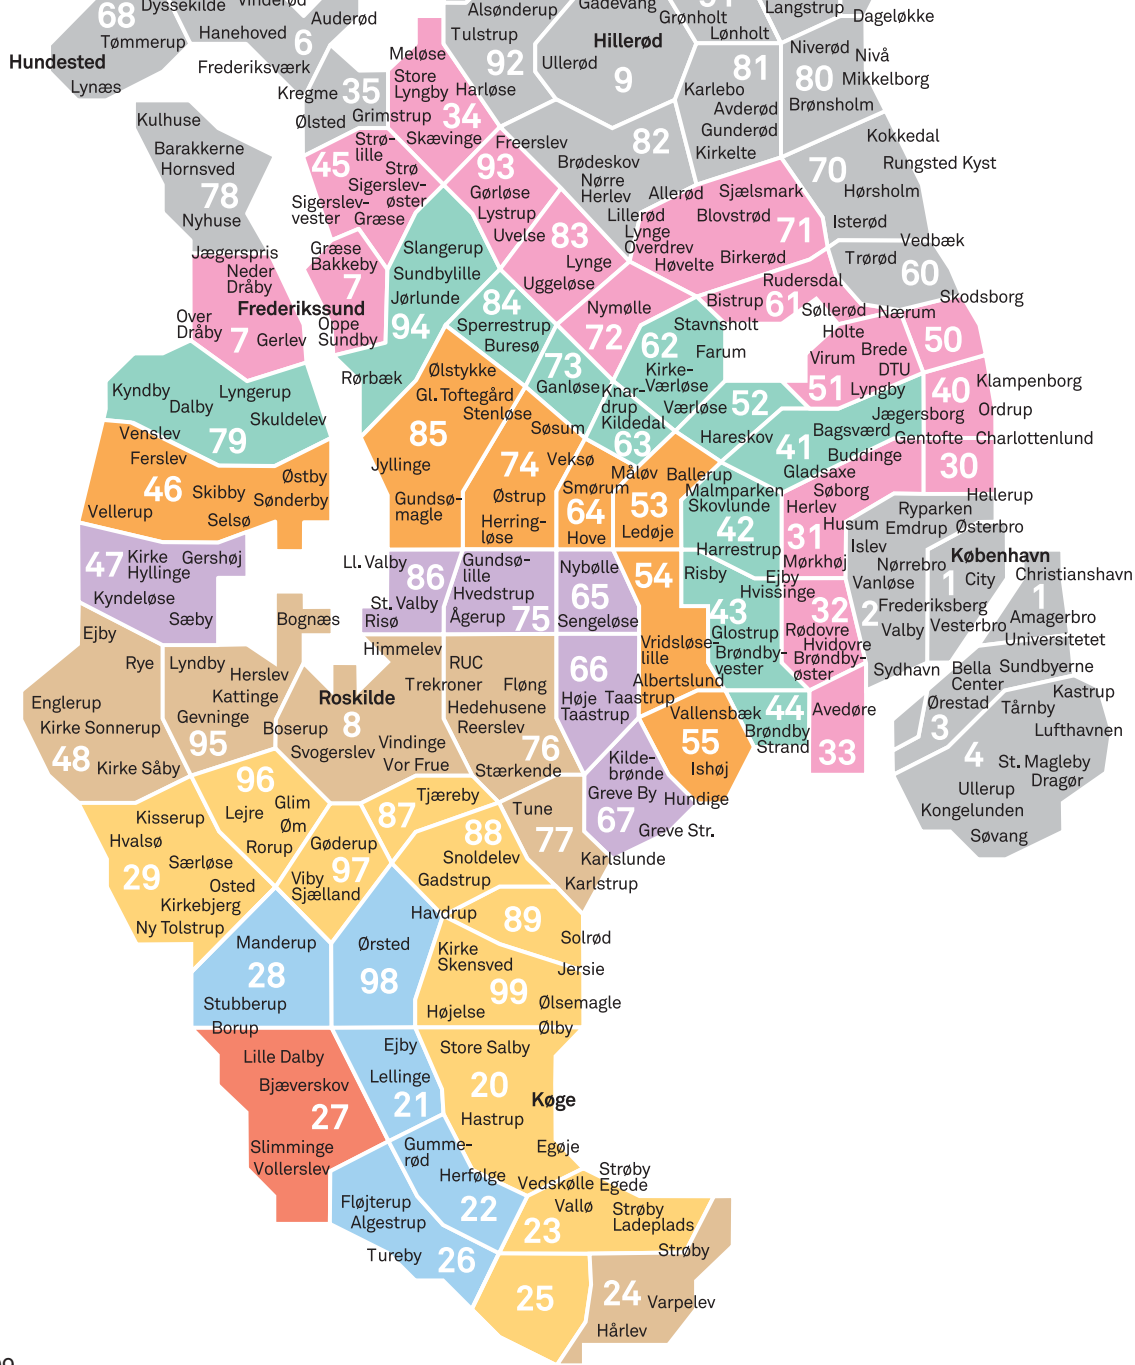 68
Dyssekilde
Vinderød
Auderød
Alsønderup
Gadevang
Grønholt
Langstrup
Dageløkke
Tømmerup
Hanehoved
6
Tulstrup
Hillerød
Lønholt
Niverød
Nivå
Hundested
Frederiksværk
92
Ullerød
9
81
80
Mikkelborg
Lynæs
Kregme
35
Meløse
Store
Lyngby
Harløse
Karlebo
Brønsholm
Kulhuse
Ølsted
Grimstrup
34
Avderød
Gunderød
Kokkedal
Barakkerne
Hornsved
78
Nyhuse
45
Strø-
lille
Skævinge
Freerslev
82
Kirkelte
Rungsted Kyst
Strø
93
Brødeskov
70
Hørsholm
Sigerslev-
øster
Gørløse
Nørre
Herlev
Allerød
Sjælsmark
Sigerslev-
vester
Græse
Lystrup
Lillerød
Blovstrød
71
Isterød
Jægerspris
Græse
Bakkeby
Slangerup
Uvelse
83
Lynge
Overdrev
Vedbæk
Neder
Dråby
7
Sundbylille
Uggeløse
Lynge
Høvelte
Birkerød
Trørød
60
Frederikssund
Jørlunde
84
Nymølle
Bistrup
61
Rudersdal
Skodsborg
Over
Dråby
7
Gerlev
Oppe
Sundby
94
Sperrestrup
72
Stavnsholt
Søllerød
Nærum
Buresø
62
Farum
Holte
50
Kyndby
Lyngerup
Rørbæk
Ølstykke
73
Ganløse
Kirke-
Værløse
Virum
Brede
DTU
Dalby
Skuldelev
Gl. Toftegård
Knar-
drup
Værløse
52
51
Lyngby
40
Klampenborg
79
85
Stenløse
Kildedal
Jægersborg
Ordrup
Venslev
Søsum
63
Hareskov
41
Bagsværd
Gentofte
Charlottenlund
Ferslev
Østby
Jyllinge
74
Veksø
Måløv
Ballerup
Buddinge
30
46
Skibby
Sønderby
Smørum
Malmparken
Gladsaxe
Hellerup
Vellerup
Selsø
Gundsø-
magle
Østrup
64
53
Skovlunde
Søborg
Ryparken
Herring-
løse
Hove
Ledøje
42
Herlev
Emdrup
Østerbro
47
Kirke
Hyllinge
Gershøj
Ll. Valby
Gundsø-
lille
Nybølle
54
Harrestrup
31
Husum
København
Kyndeløse
86
Hvedstrup
65
Risby
Mørkhøj
Islev
1
City
Christianshavn
Sæby
Bognæs
St. Valby
Risø
Ågerup
75
Sengeløse
43
Ejby
Hvissinge
Nørrebro
Vanløse
1
Ejby
Himmelev
Glostrup
32
2
Frederiksberg
Amagerbro
Rye
Lyndby
RUC
66
Vridsløse-
lille
Brøndby-
vester
Rødovre
Valby
Vesterbro
Universitetet
Herslev
Trekroner
Fløng
Albertslund
Hvidovre
Englerup
Kattinge
Roskilde
Hedehusene
Høje
Taastrup
Taastrup
Brøndby-
øster
Sydhavn
Bella
Center
Sundbyerne
Kirke Sonnerup
Gevninge
8
Reerslev
Vallensbæk
44
Avedøre
Ørestad
Kastrup
48
95
Boserup
76
55
Brøndby
Strand
33
3
Tårnby
Kirke Såby
Svogerslev
Vindinge
Vor Frue
Stærkende
Kilde-
brønde
Ishøj
4
Lufthavnen
96
Tjæreby
Greve By
Hundige
St. Magleby
Dragør
Kisserup
Lejre
Glim
Øm
87
Tune
67
Greve Str.
Ullerup
Hvalsø
Rorup
Gøderup
88
77
Kongelunden
Særløse
97
Snoldelev
Karlslunde
Søvang
29
Osted
Viby
Sjælland
Gadstrup
Karlstrup
Kirkebjerg
Havdrup
89
Ny Tolstrup
Manderup
Ørsted
Kirke
Skensved
Solrød
28
98
99
Jersie
Stubberup
Højelse
Ølsemagle
Borup
Ølby
Lille Dalby
Ejby
Store Salby
Bjæverskov
Lellinge
20
Køge
27
21
Hastrup
Slimminge
Gumme-
rød
Egøje
Vollerslev
Herfølge
Vedskølle
Strøby
Egede
Fløjterup
22
Vallø
Strøby
Ladeplads
Algestrup
23
Tureby
26
Strøby
25
24
Varpelev
Hårlev